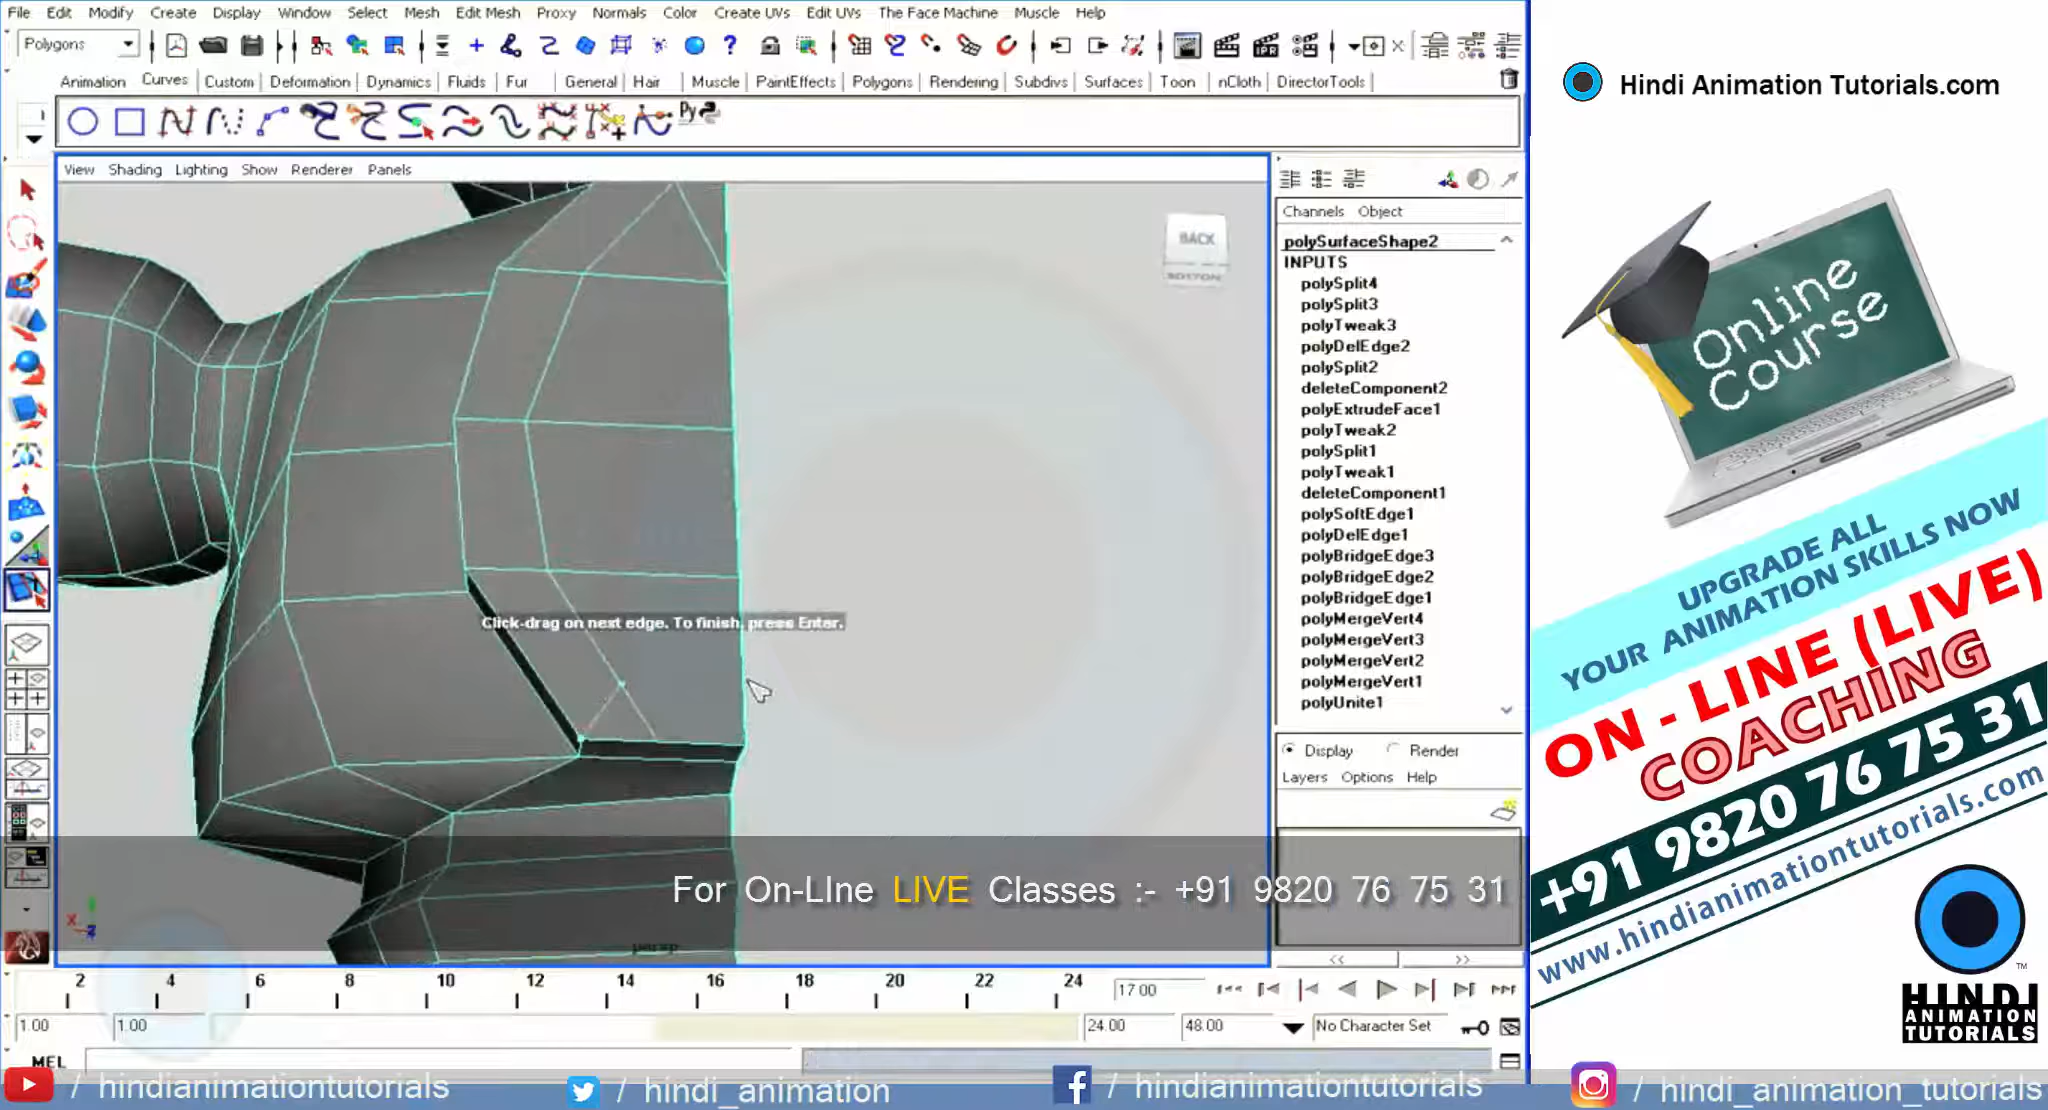 File Edit Modify Create Display Window Select Mesh Edit Mesh Proxy Normals Color Create UVs Edit UVs The Face Machine Muscle Help
Polygons
IPR
Animation Curves Custom Deformation Dynamics Fluids Fur General Hair Muscle PaintEffects Polygons Rendering Subdivs Surfaces Toon nCloth DirectorTools
Py
View Shading Lighting Show Renderer Panels
BACK
BOTTOM
Click-drag on next edge. To finish, press Enter.
persp
Channels Object
polySurfaceShape2
INPUTS
polySplit4
polySplit3
polyTweak3
polyDelEdge2
polySplit2
deleteComponent2
polyExtrudeFace1
polyTweak2
polySplit1
polyTweak1
deleteComponent1
polySoftEdge1
polyDelEdge1
polyBridgeEdge3
polyBridgeEdge2
polyBridgeEdge1
polyMergeVert4
polyMergeVert3
polyMergeVert2
polyMergeVert1
polyUnite1
Display Render
Layers Options Help
<< >>
For On-LIne LIVE Classes :- +91 9820 76 75 31
X Z
2 4 6 8 10 12 14 16 18 20 22 24
17.00
1.00 1.00 24.00 48.00 No Character Set
MEL
/ hindianimationtutorials / hindi_animation / hindianimationtutorials / hindi_animation_tutorials
Hindi Animation Tutorials.com
Online
Course
UPGRADE ALL
YOUR ANIMATION SKILLS NOW
ON - LINE (LIVE)
COACHING
+91 9820 76 75 31
www.hindianimationtutorials.com
TM
HINDI
ANIMATION
TUTORIALS